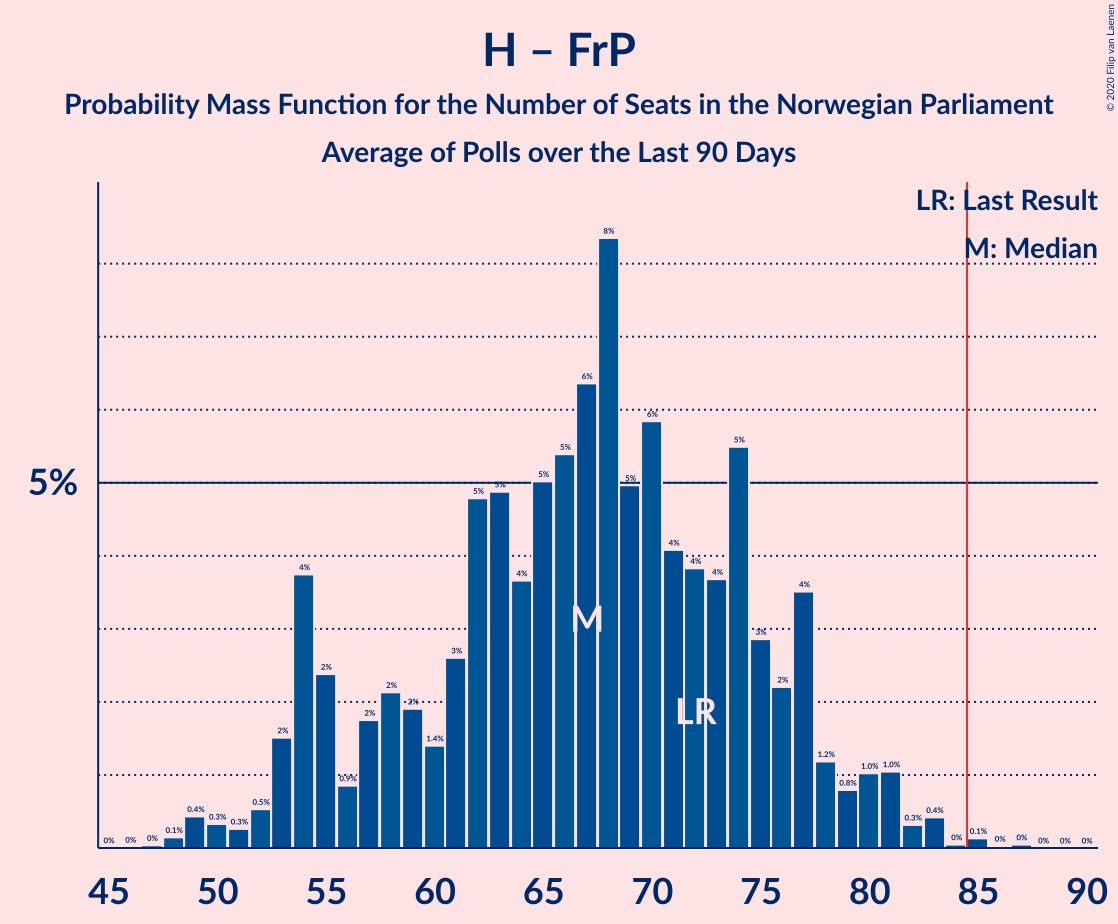 H – FrP
Probability Mass Function for the Number of Seats in the Norwegian Parliament
Average of Polls over the Last 90 Days
© 2020 Filip van Laenen
LR: Last Result
M: Median
5%
0% 0% 0% 0.1% 0.4% 0.3% 0.3% 0.5% 2% 4% 2% 0.9% 2% 2% 2% 1.4% 3% 5% 5% 4% 5% 5% 6% 8% 5% 6% 4% 4% 4% 5% 3% 2% 4% 1.2% 0.8% 1.0% 1.0% 0.3% 0.4% 0% 0.1% 0% 0% 0% 0% 0%
M
LR
45 50 55 60 65 70 75 80 85 90